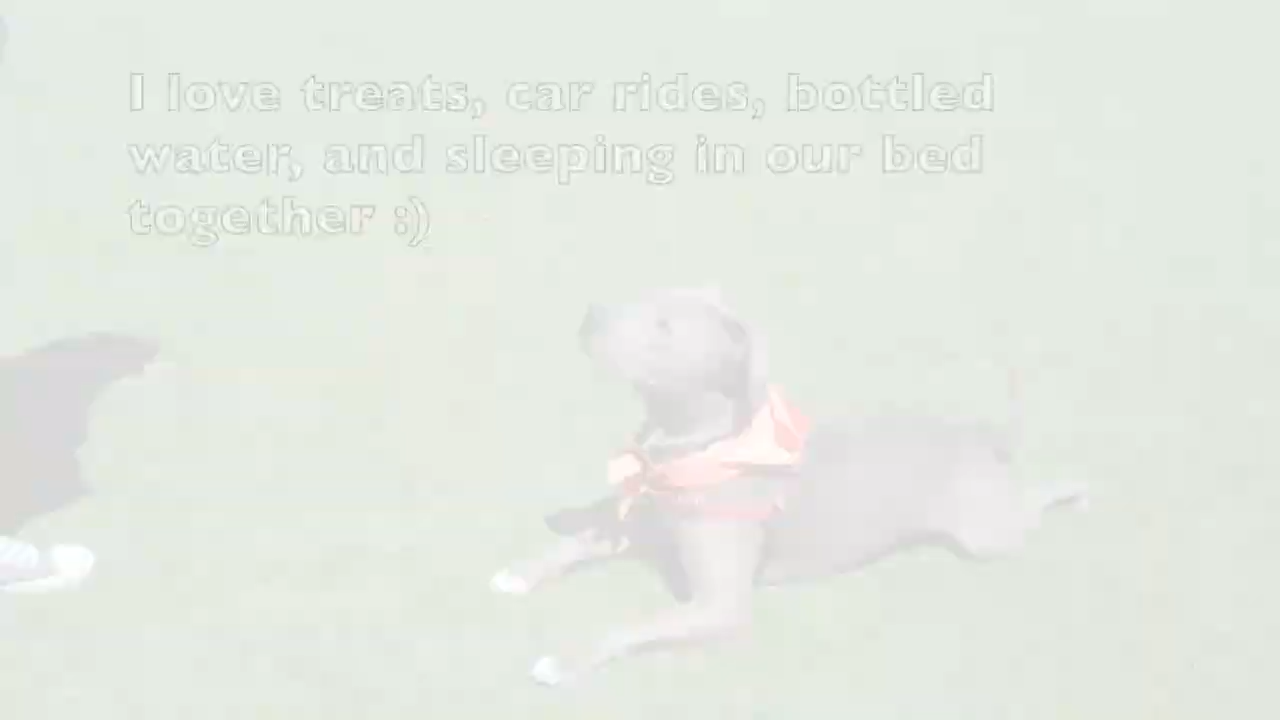 I love treats, car rides, bottled
water, and sleeping in our bed
together :)